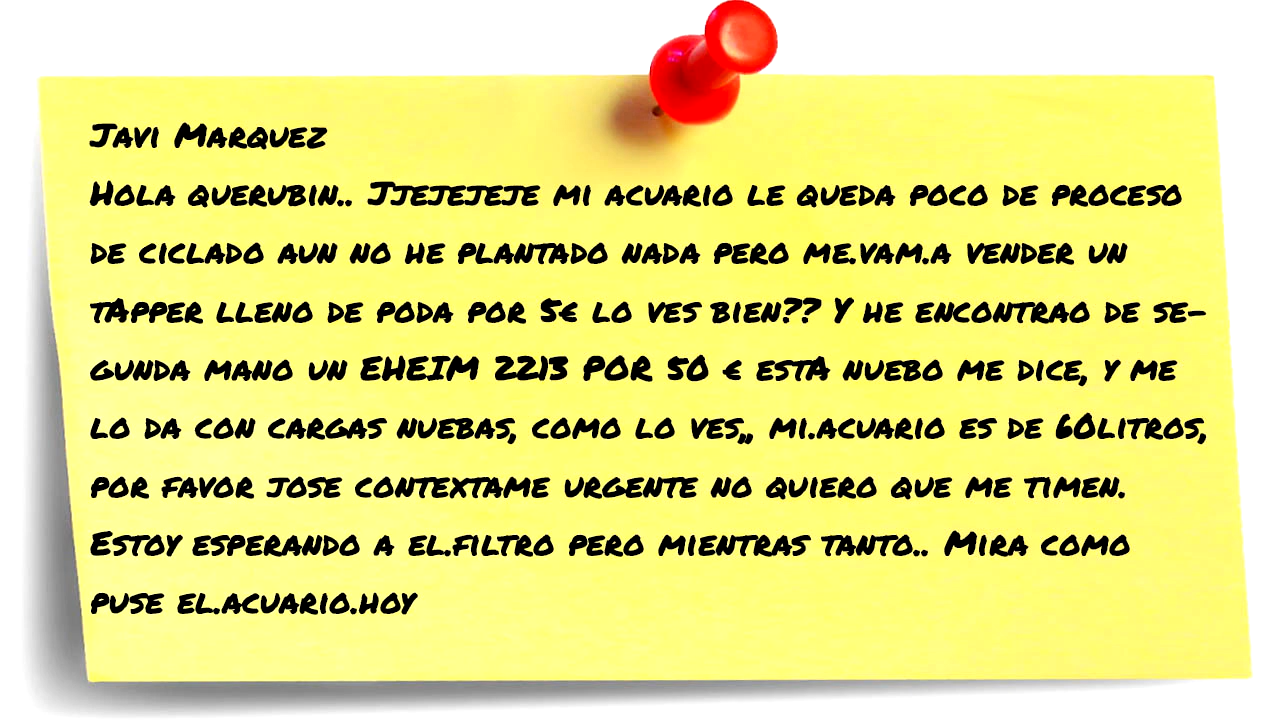 Javi Marquez
Hola querubin.. Jjejejeje mi acuario le queda poco de proceso
de ciclado aun no he plantado nada pero me.vam.a vender un
tApper lleno de poda por 5€ lo ves bien?? Y he encontrao de se-
gunda mano un EHEIM 2213 POR 50 € estA nuebo me dice, y me
lo da con cargas nuebas, como lo ves,, mi.acuario es de 60litros,
por favor jose contextame urgente no quiero que me timen.
Estoy esperando a el.filtro pero mientras tanto.. Mira como
puse el.acuario.hoy